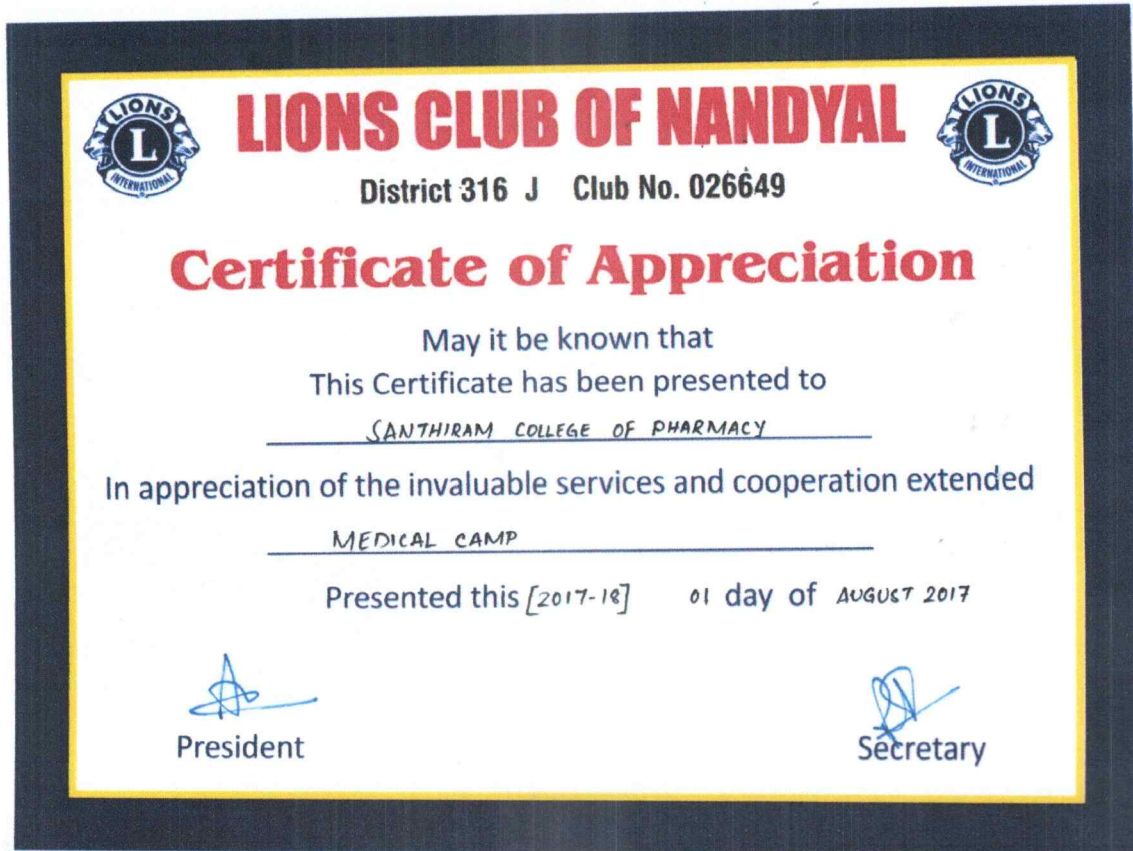 LIONS CLUB OF NANDYAL
LIONS
L
INTERNATIONAL
LIONS
L
INTERNATIONAL
District 316 J Club No. 026649
Certificate of Appreciation
May it be known that
This Certificate has been presented to
SANTHIRAM COLLEGE OF PHARMACY
In appreciation of the invaluable services and cooperation extended
MEDICAL CAMP
Presented this [2017-18] 01 day of AUGUST 2017
President
Secretary